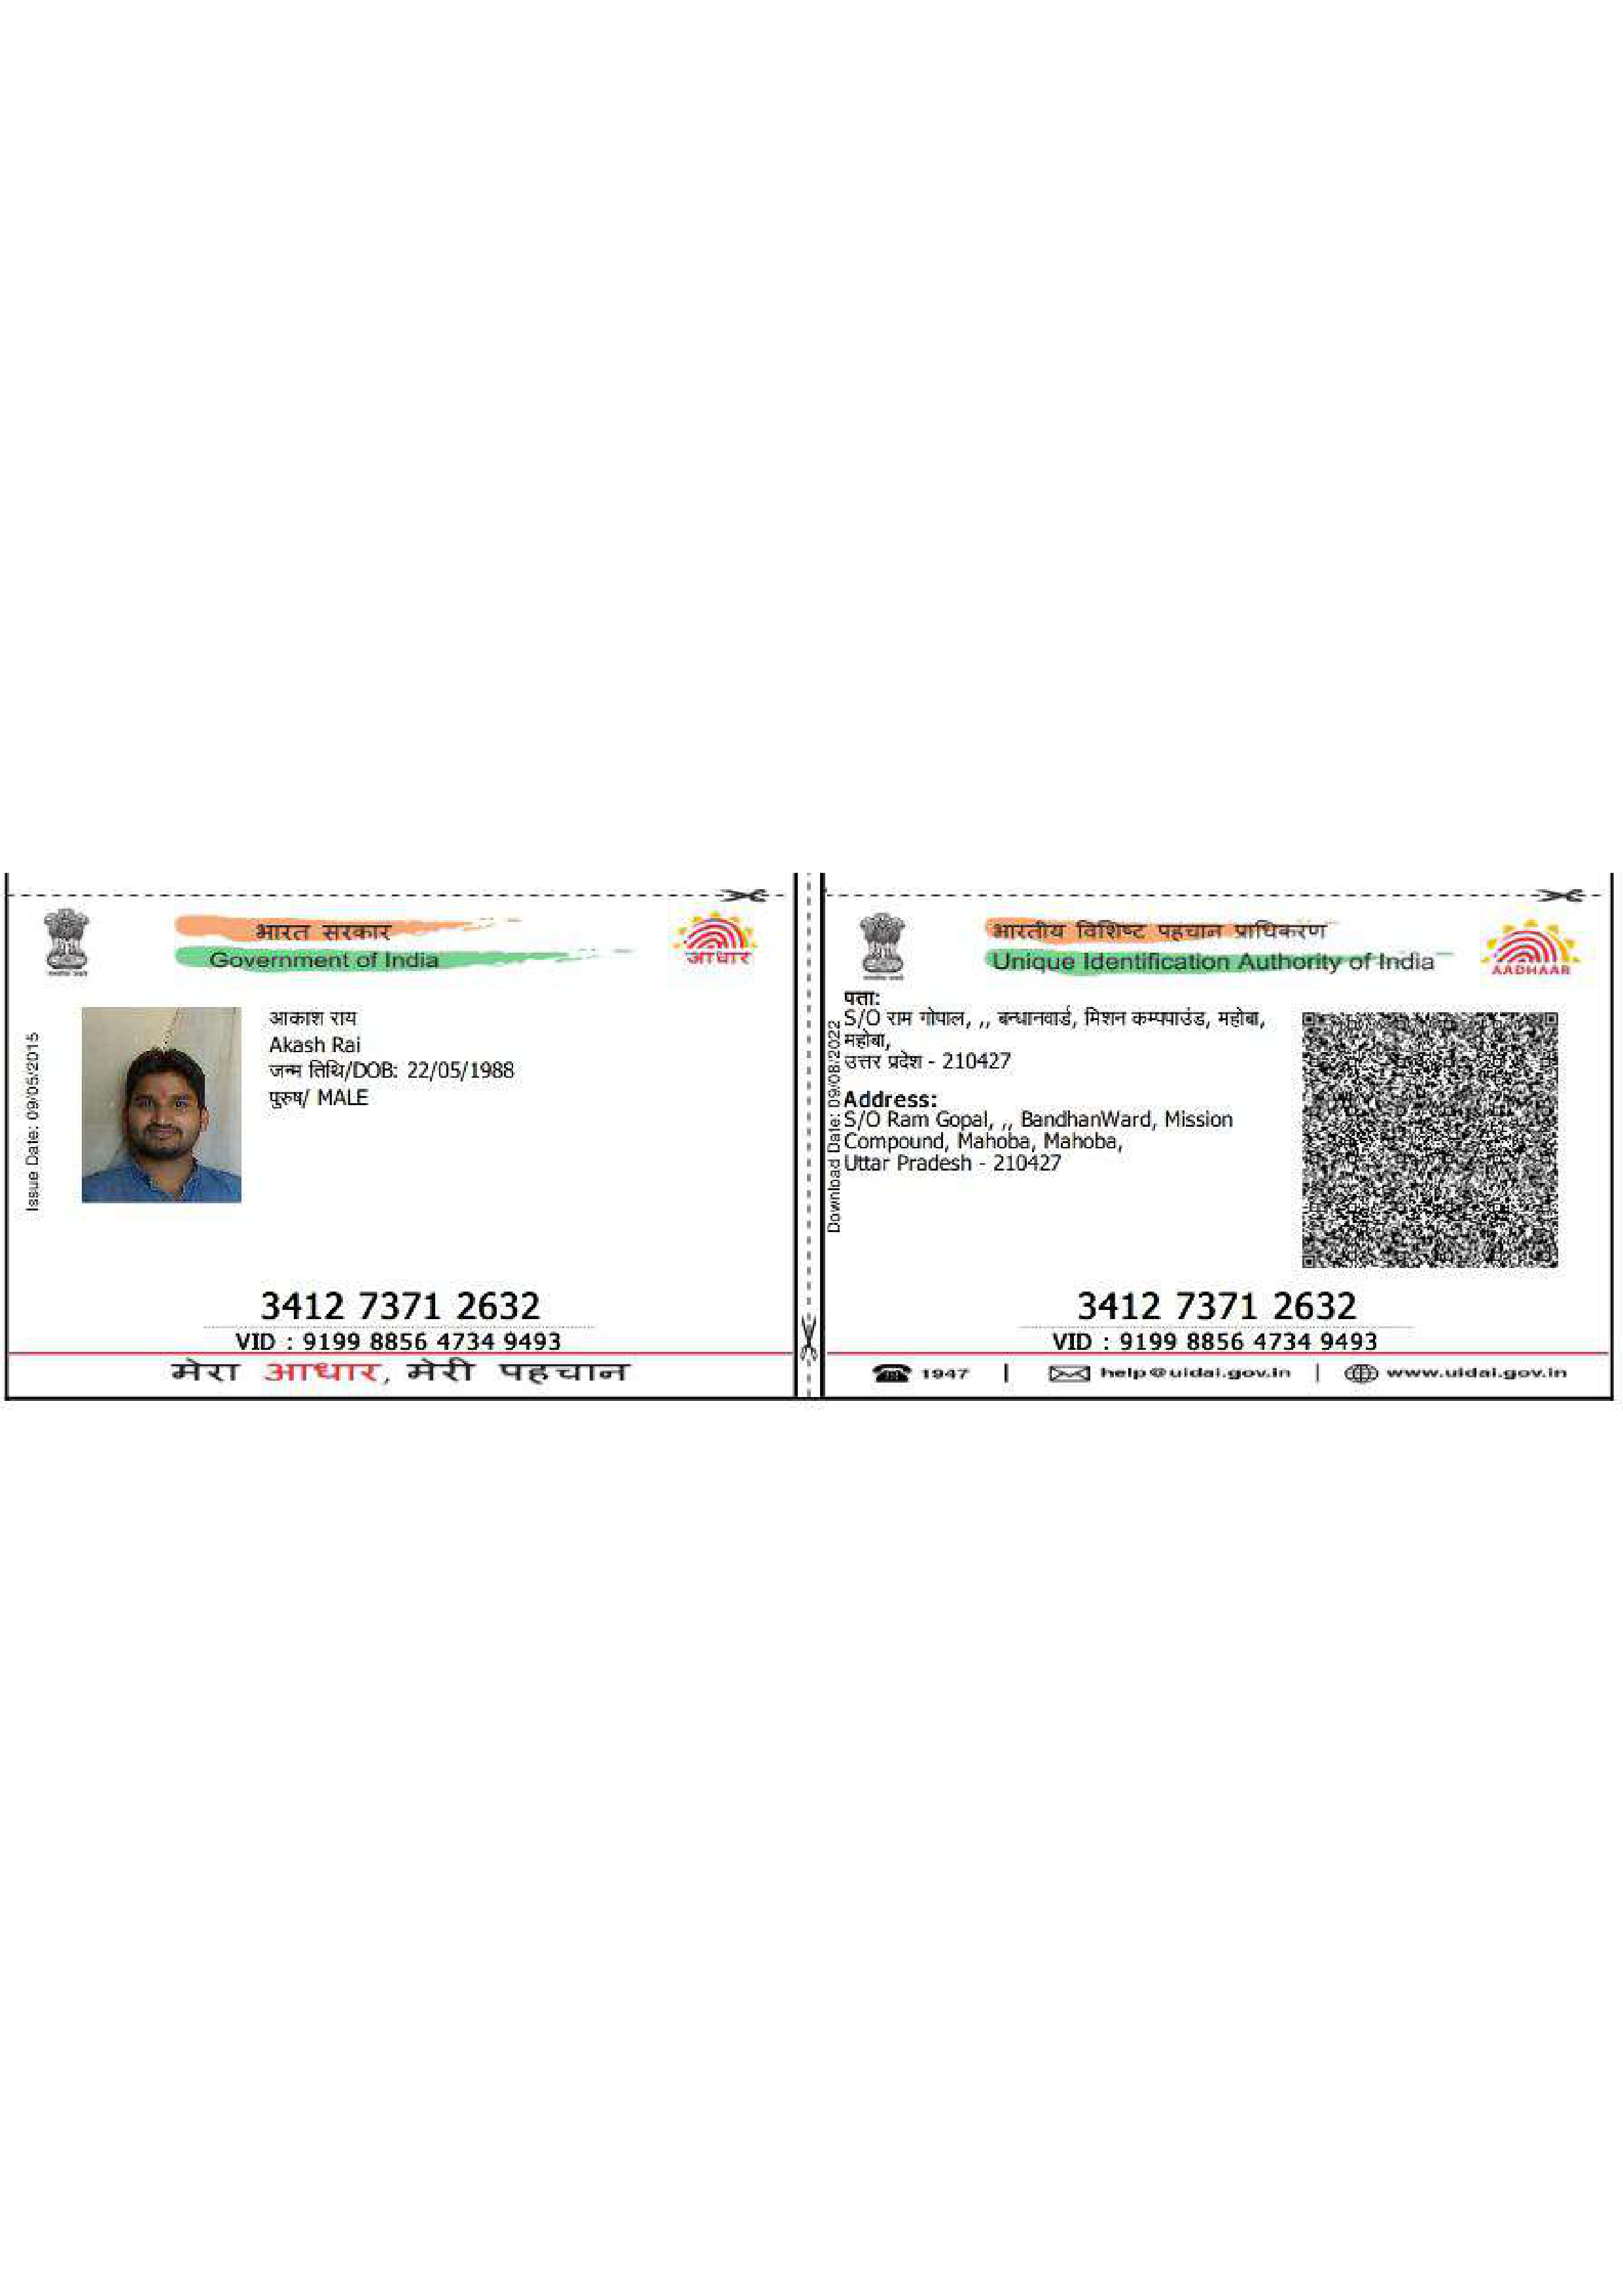 भारत सरकार
Government of India
आधार
Issue Date: 09/05/2015
आकाश राय
Akash Rai
जन्म तिथि/DOB: 22/05/1988
पुरुष/ MALE
3412 7371 2632
VID : 9199 8856 4734 9493
मेरा आधार, मेरी पहचान
भारतीय विशिष्ट पहचान प्राधिकरण
Unique Identification Authority of India
AADHAAR
Download Date: 09/08/2022
पता:
S/O राम गोपाल, ,, बन्धानवार्ड, मिशन कम्पपाउंड, महोबा,
महोबा,
उत्तर प्रदेश - 210427
Address:
S/O Ram Gopal, ,, BandhanWard, Mission
Compound, Mahoba, Mahoba,
Uttar Pradesh - 210427
3412 7371 2632
VID : 9199 8856 4734 9493
1947 | help@uidai.gov.in | www.uidai.gov.in